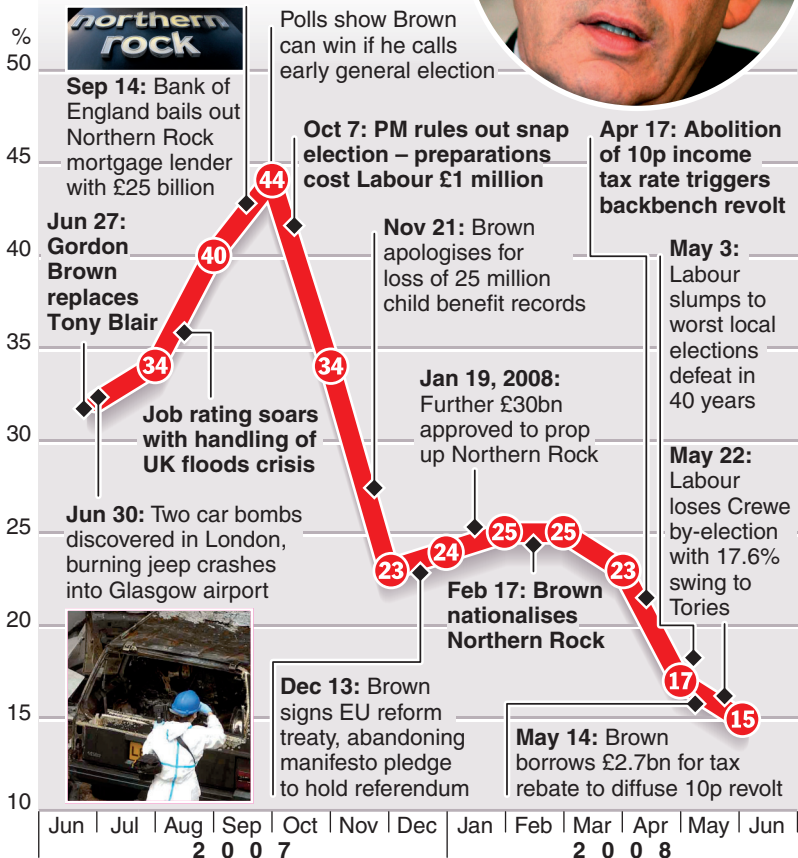 %
50
45
40
35
30
25
20
15
10
northern
rock
Sep 14: Bank of
England bails out
Northern Rock
mortgage lender
with £25 billion
Polls show Brown
can win if he calls
early general election
Oct 7: PM rules out snap
election – preparations
cost Labour £1 million
Apr 17: Abolition
of 10p income
tax rate triggers
backbench revolt
Jun 27:
Gordon
Brown
replaces
Tony Blair
Nov 21: Brown
apologises for
loss of 25 million
child benefit records
May 3:
Labour
slumps to
worst local
elections
defeat in
40 years
Job rating soars
with handling of
UK floods crisis
Jan 19, 2008:
Further £30bn
approved to prop
up Northern Rock
May 22:
Labour
loses Crewe
by-election
with 17.6%
swing to
Tories
Jun 30: Two car bombs
discovered in London,
burning jeep crashes
into Glasgow airport
Feb 17: Brown
nationalises
Northern Rock
Dec 13: Brown
signs EU reform
treaty, abandoning
manifesto pledge
to hold referendum
May 14: Brown
borrows £2.7bn for tax
rebate to diffuse 10p revolt
34
40
44
34
23
24
25
25
23
17
15
L
Jun Jul Aug Sep Oct Nov Dec Jan Feb Mar Apr May Jun
2007 2008